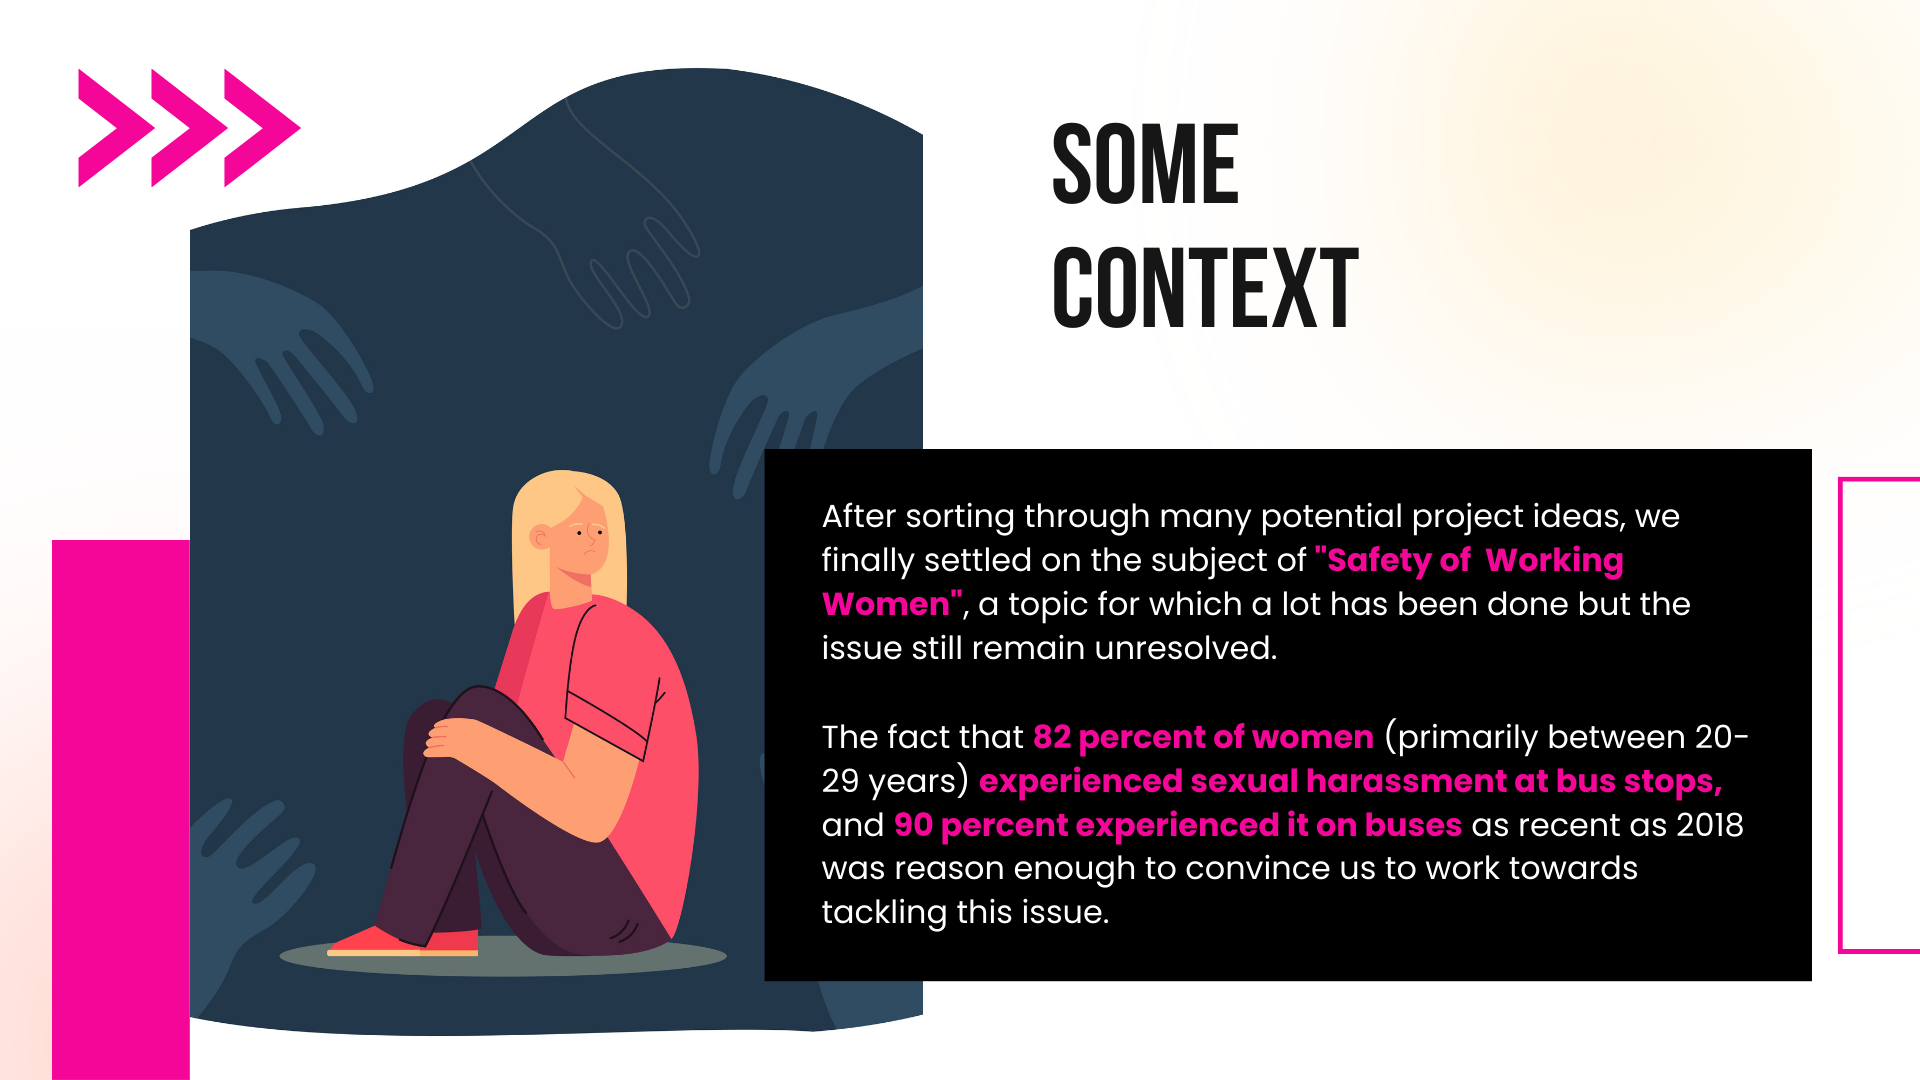 SOME
CONTEXT
After sorting through many potential project ideas, we
finally settled on the subject of "Safety of  Working
Women", a topic for which a lot has been done but the
issue still remain unresolved.
The fact that 82 percent of women (primarily between 20-
29 years) experienced sexual harassment at bus stops,
and 90 percent experienced it on buses as recent as 2018
was reason enough to convince us to work towards
tackling this issue.